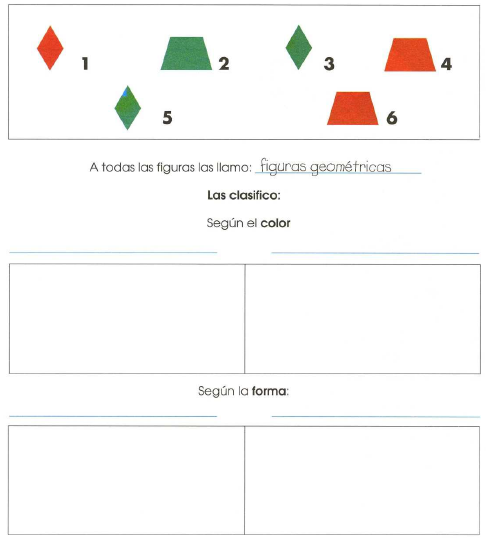 1 2 3 4
5 6
A todas las figuras las llamo: figuras geométricas
Las clasifico:
Según el color
Según la forma: